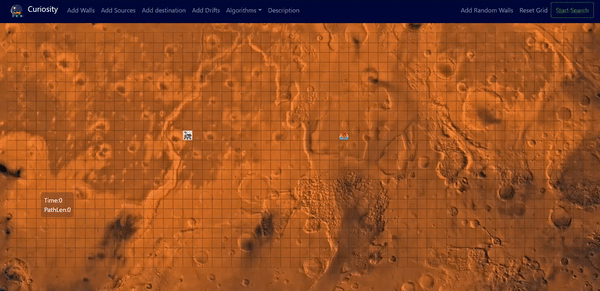 Curiosity Add Walls Add Sources Add destination Add Drifts Algorithms Description Add Random Walls Reset Grid Start Search
Time:0
PathLen:0